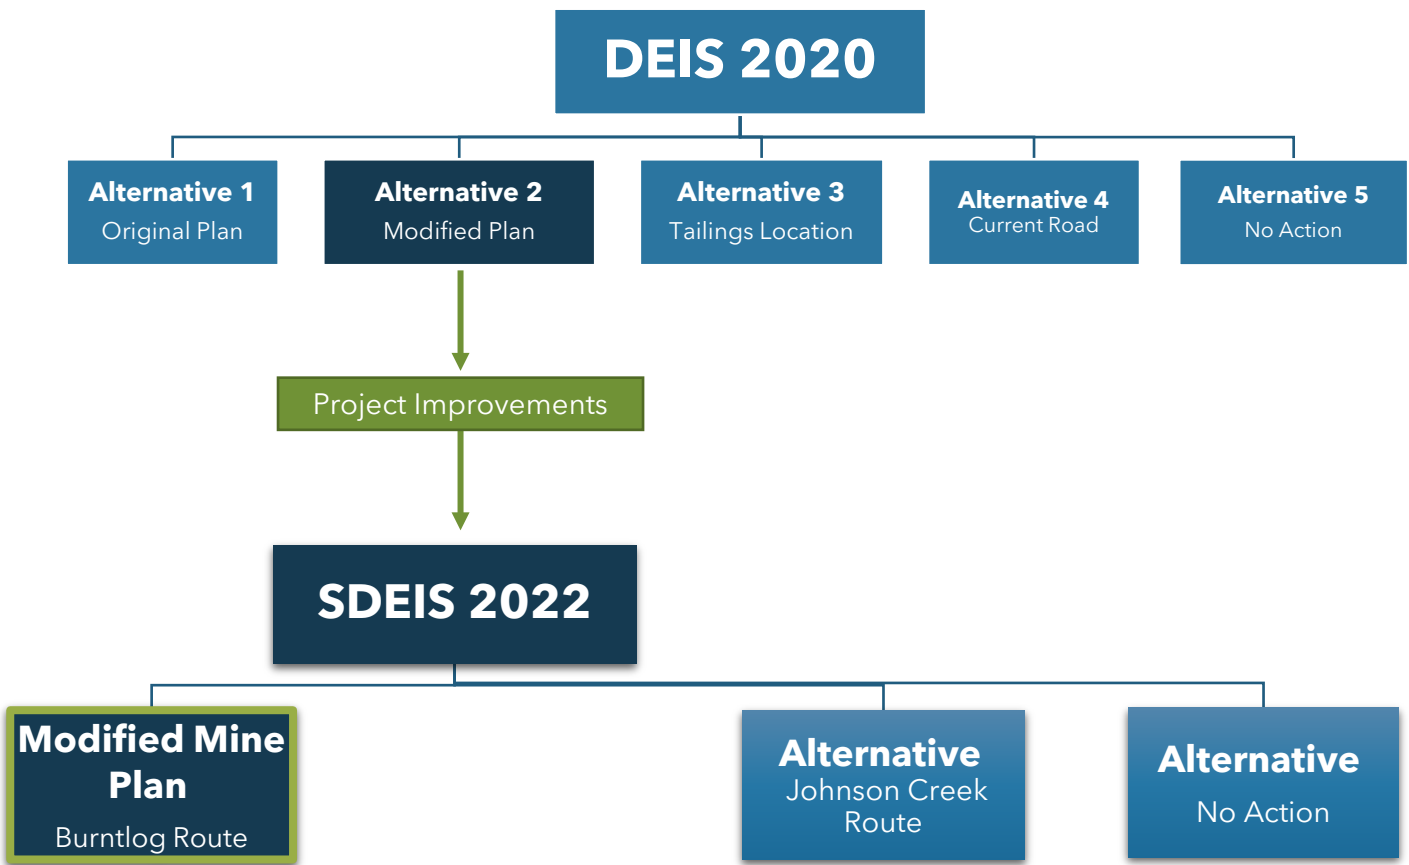 DEIS 2020
Alternative 1
Original Plan
Alternative 2
Modified Plan
Alternative 3
Tailings Location
Alternative 4
Current Road
Alternative 5
No Action
Project Improvements
SDEIS 2022
Modified Mine
Plan
Burntlog Route
Alternative
Johnson Creek
Route
Alternative
No Action